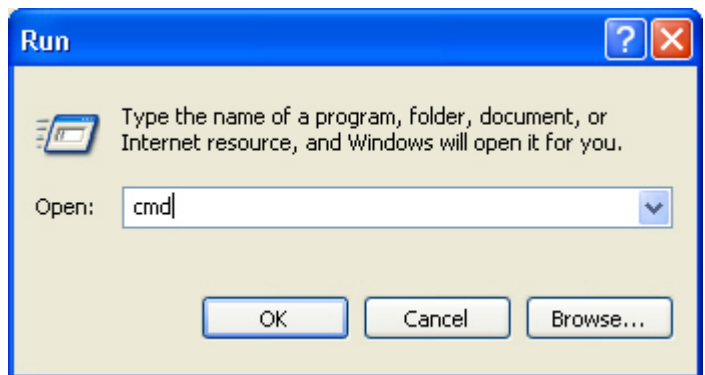 Run
Type the name of a program, folder, document, or
Internet resource, and Windows will open it for you.
Open: cmd
OK Cancel Browse...